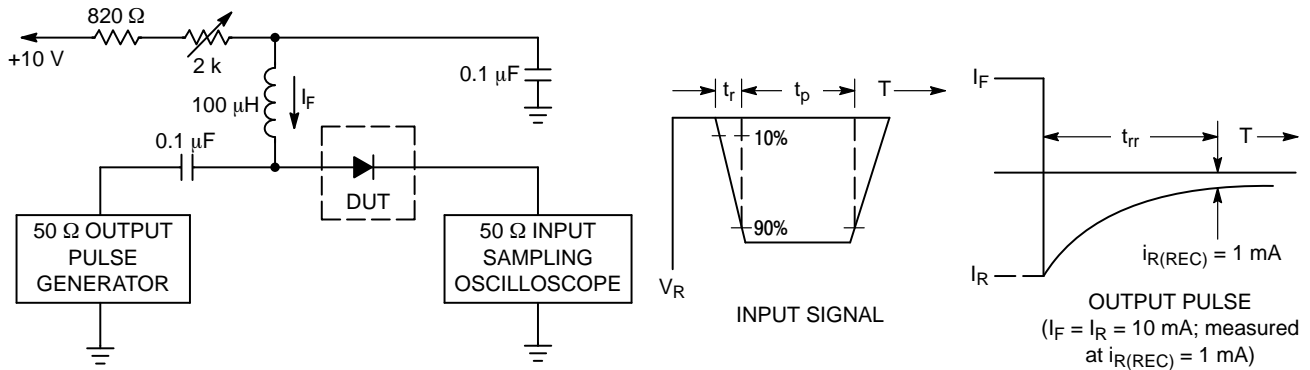 820 Ω
+10 V
2 k
100 μH
I_F
0.1 μF
0.1 μF
DUT
50 Ω OUTPUT
PULSE
GENERATOR
50 Ω INPUT
SAMPLING
OSCILLOSCOPE
t_r
t_p
T
10%
90%
V_R
INPUT SIGNAL
I_F
t_rr
T
I_R
i_R(REC) = 1 mA
OUTPUT PULSE
(I_F = I_R = 10 mA; measured
at i_R(REC) = 1 mA)